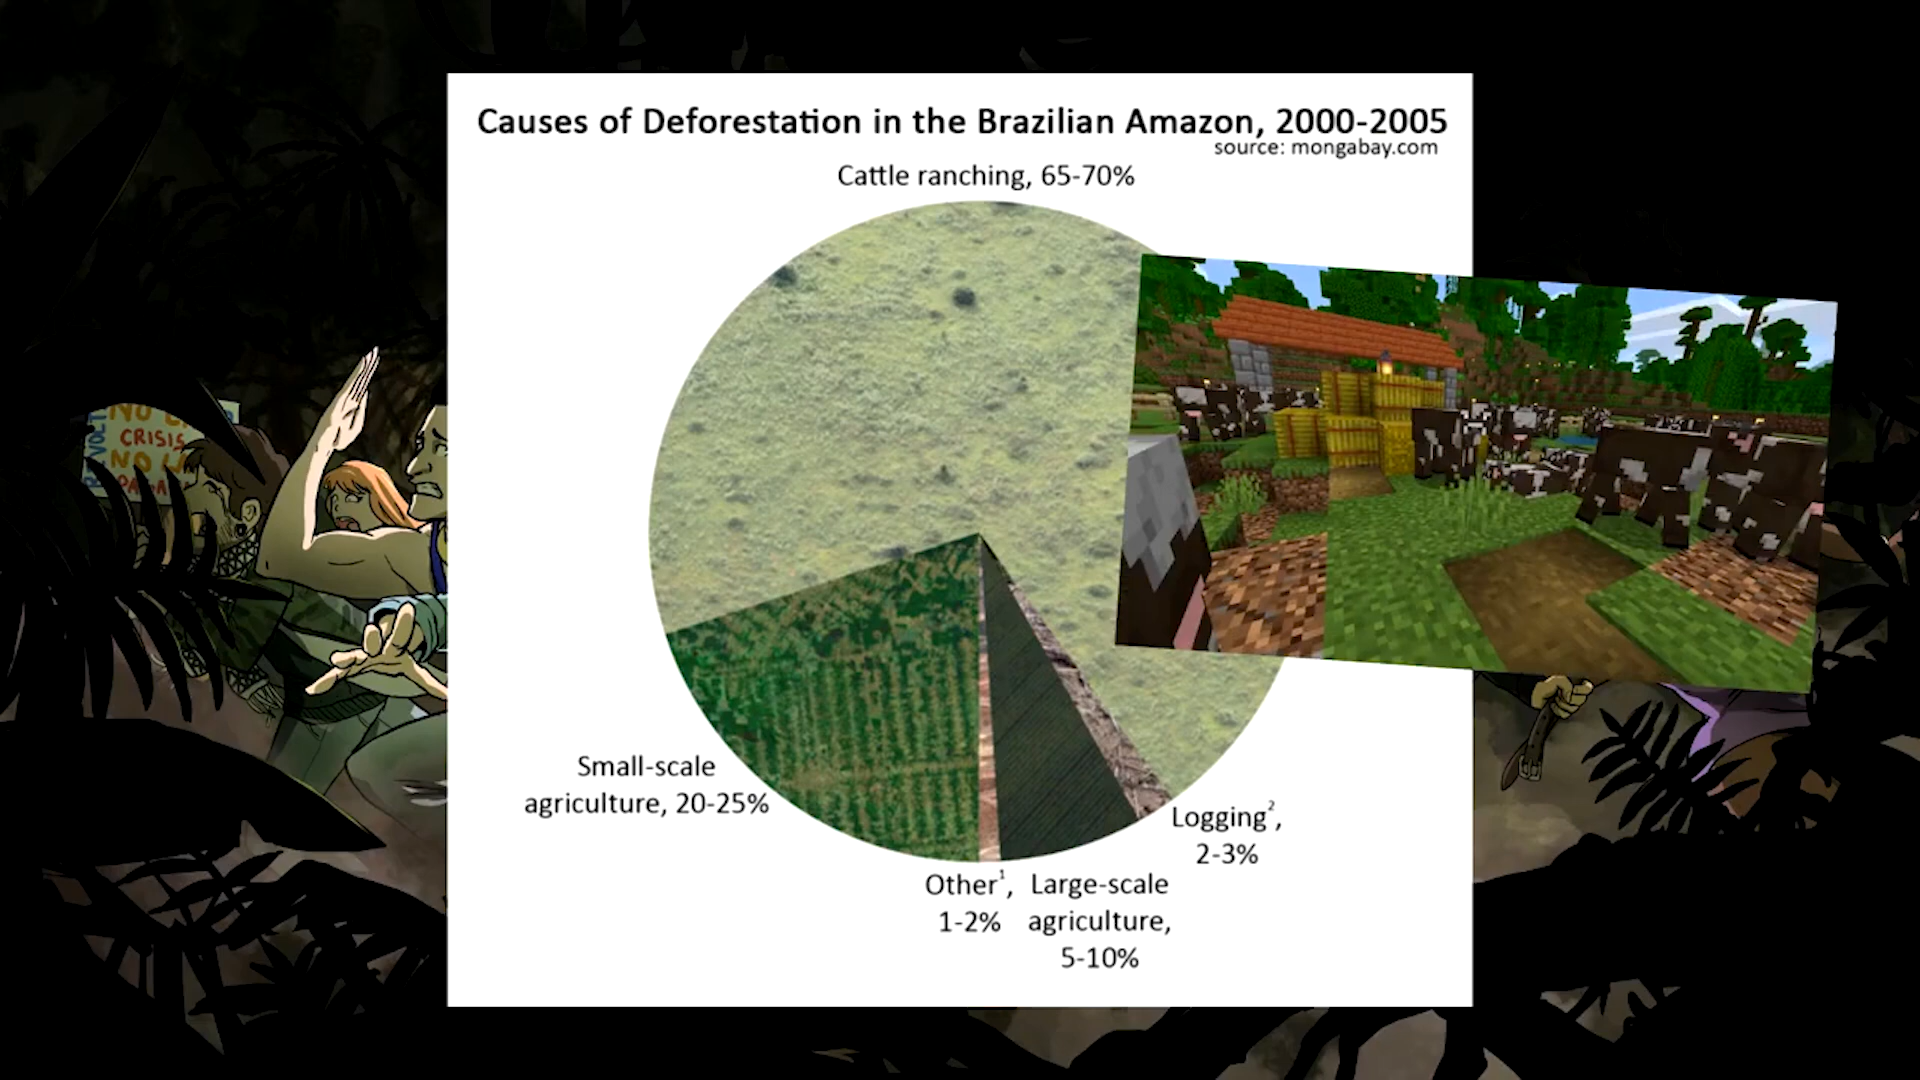 Causes of Deforestation in the Brazilian Amazon, 2000-2005
source: mongabay.com
Cattle ranching, 65-70%
CRISIS
NO
Small-scale
agriculture, 20-25%
Logging²,
2-3%
Other¹,
1-2%
Large-scale
agriculture,
5-10%